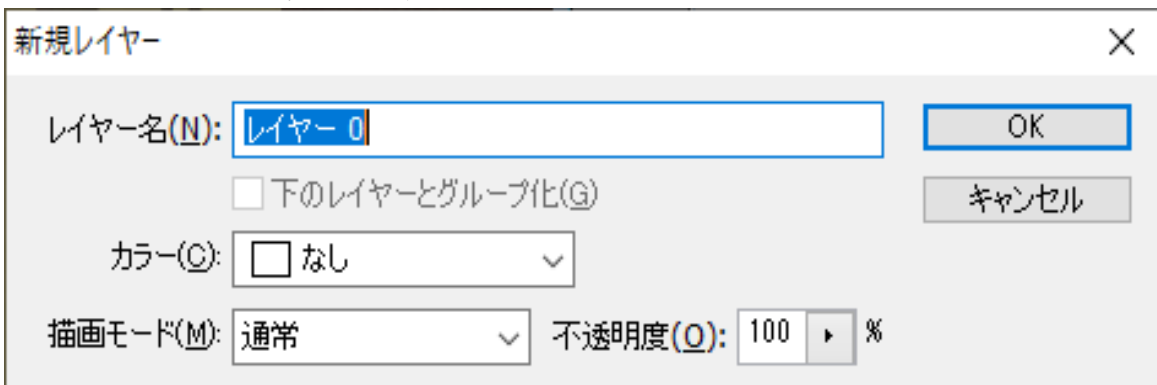 新規レイヤー
レイヤー名(N): レイヤー 0 OK
下のレイヤーとグループ化(G) キャンセル
カラー(C): なし
描画モード(M): 通常 不透明度(O): 100 %